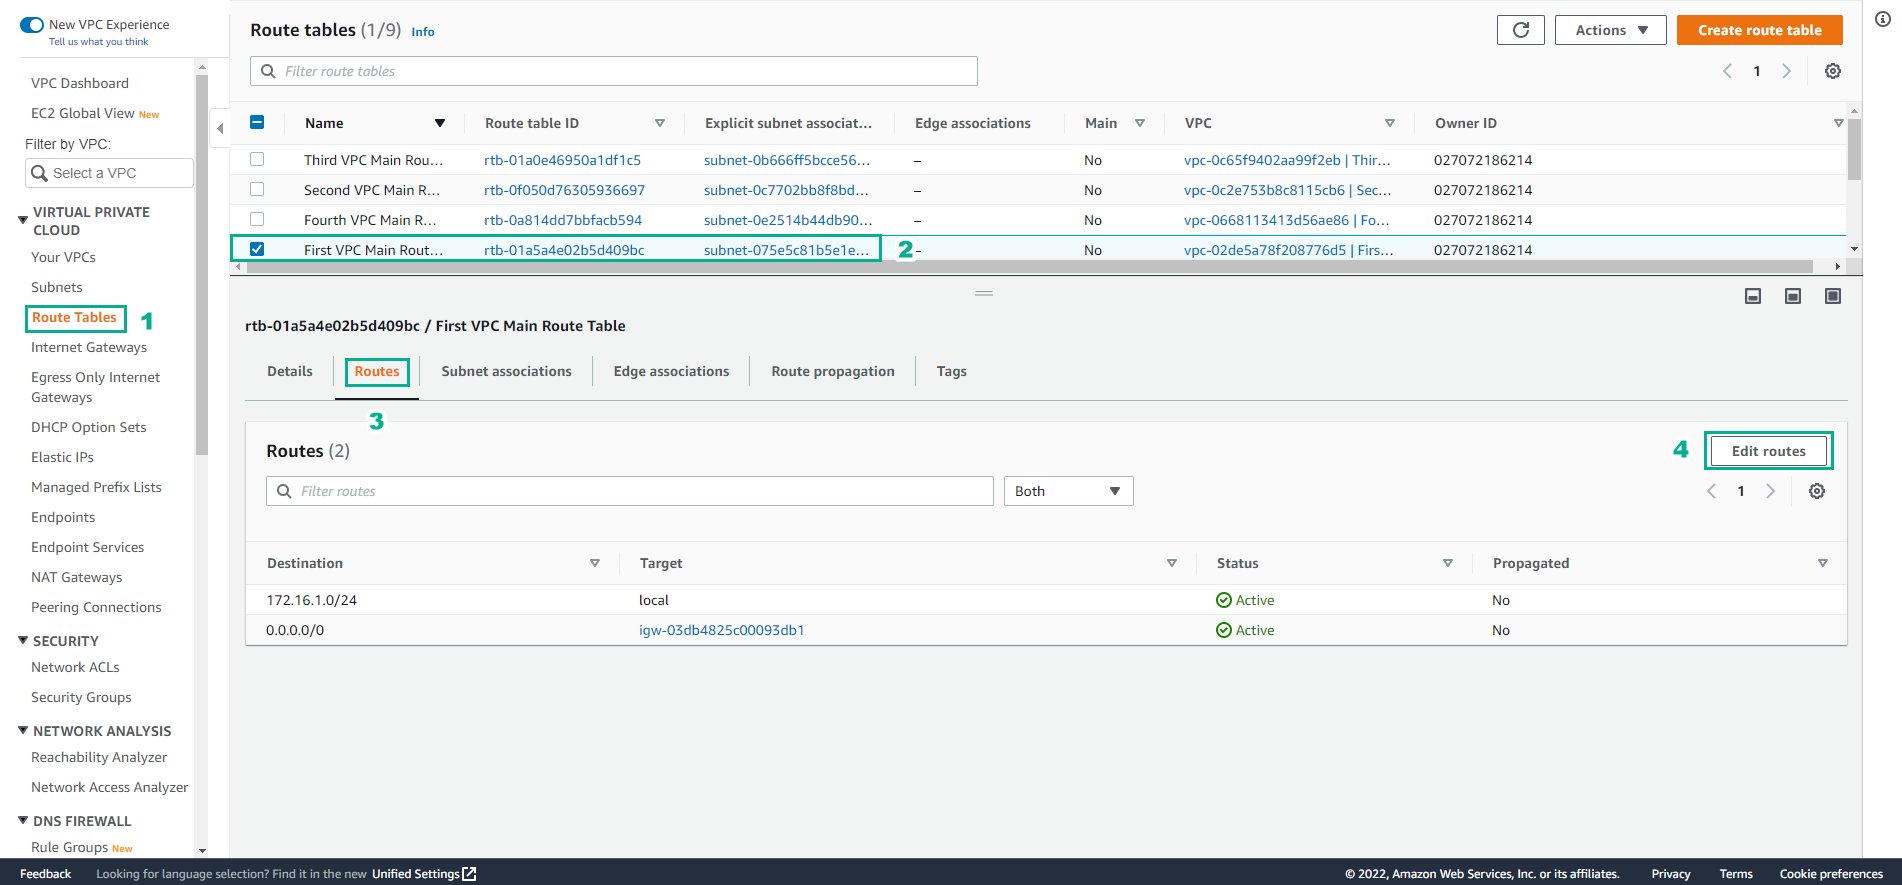 New VPC Experience
Tell us what you think
VPC Dashboard
EC2 Global View New
Filter by VPC:
Select a VPC
VIRTUAL PRIVATE
CLOUD
Your VPCs
Subnets
Route Tables 1
Internet Gateways
Egress Only Internet
Gateways
DHCP Option Sets
Elastic IPs
Managed Prefix Lists
Endpoints
Endpoint Services
NAT Gateways
Peering Connections
SECURITY
Network ACLs
Security Groups
NETWORK ANALYSIS
Reachability Analyzer
Network Access Analyzer
DNS FIREWALL
Rule Groups New
Route tables (1/9) Info
Actions
Create route table
Filter route tables
1
Name Route table ID Explicit subnet associat... Edge associations Main VPC Owner ID
Third VPC Main Rou... rtb-01a0e46950a1df1c5 subnet-0b666ff5bcce56... – No vpc-0c65f9402aa99f2eb | Thir... 027072186214
Second VPC Main R... rtb-0f050d76305936697 subnet-0c7702bb8f8bd... – No vpc-0c2e753b8c8115cb6 | Sec... 027072186214
Fourth VPC Main R... rtb-0a814dd7bbfacb594 subnet-0e2514b44db90... – No vpc-0668113413d56ae86 | Fo... 027072186214
First VPC Main Rout... rtb-01a5a4e02b5d409bc subnet-075e5c81b5e1e... 2 – No vpc-02de5a78f208776d5 | Firs... 027072186214
rtb-01a5a4e02b5d409bc / First VPC Main Route Table
Details Routes Subnet associations Edge associations Route propagation Tags
3
Routes (2)
4 Edit routes
Filter routes
Both
1
Destination Target Status Propagated
172.16.1.0/24 local Active No
0.0.0.0/0 igw-03db4825c00093db1 Active No
Feedback Looking for language selection? Find it in the new Unified Settings © 2022, Amazon Web Services, Inc. or its affiliates. Privacy Terms Cookie preferences